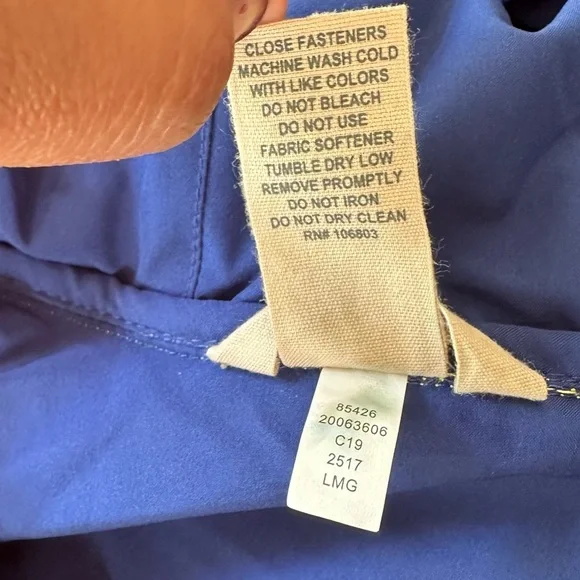 CLOSE FASTENERS
MACHINE WASH COLD
WITH LIKE COLORS
DO NOT BLEACH
DO NOT USE
FABRIC SOFTENER
TUMBLE DRY LOW
REMOVE PROMPTLY
DO NOT IRON
DO NOT DRY CLEAN
RN# 106803
85426
20063606
C19
2517
LMG